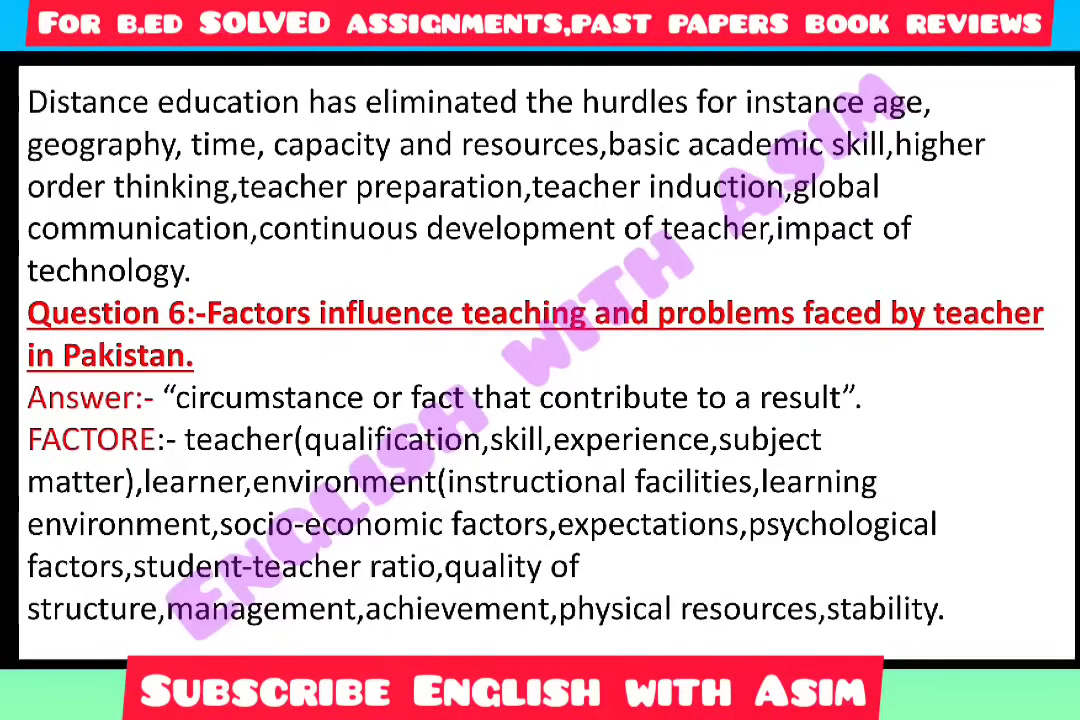 FOR B.ED SOLVED ASSIGNMENTS,PAST PAPERS BOOK REVIEWS
Distance education has eliminated the hurdles for instance age,
geography, time, capacity and resources,basic academic skill,higher
order thinking,teacher preparation,teacher induction,global
communication,continuous development of teacher,impact of
technology.
Question 6:-Factors influence teaching and problems faced by teacher
in Pakistan.
Answer:- “circumstance or fact that contribute to a result”.
FACTORE:- teacher(qualification,skill,experience,subject
matter),learner,environment(instructional facilities,learning
environment,socio-economic factors,expectations,psychological
factors,student-teacher ratio,quality of
structure,management,achievement,physical resources,stability.
ENGLISH WITH ASIM
SUBSCRIBE ENGLISH WITH ASIM